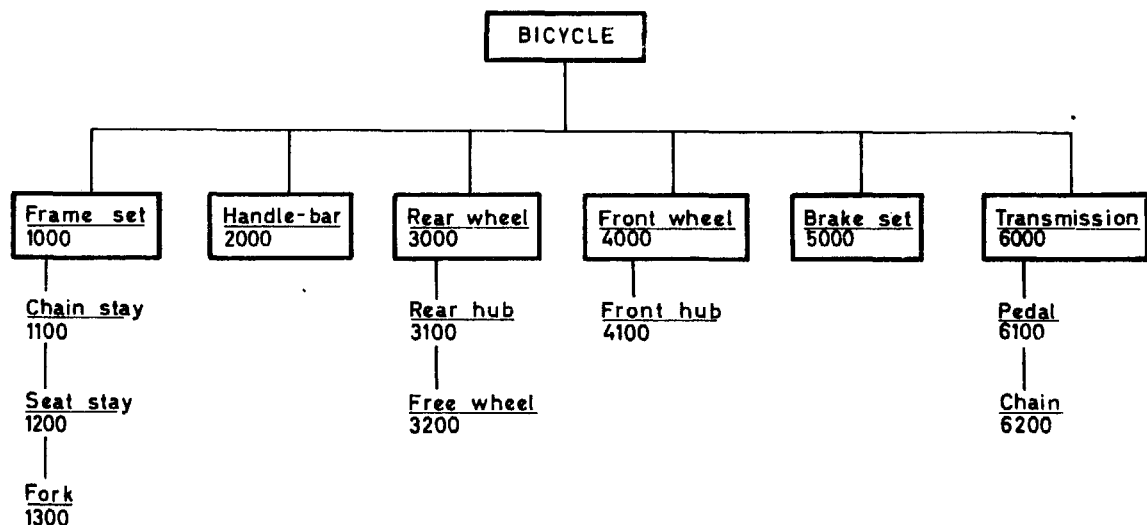 BICYCLE
Frame set
1000
Handle-bar
2000
Rear wheel
3000
Front wheel
4000
Brake set
5000
Transmission
6000
Chain stay
1100
Rear hub
3100
Front hub
4100
Pedal
6100
Seat stay
1200
Free wheel
3200
Chain
6200
Fork
1300